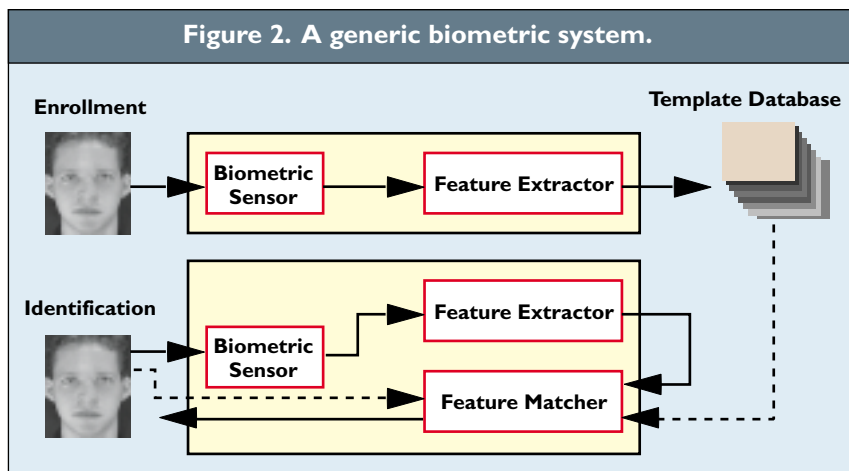 Figure 2. A generic biometric system.
Enrollment
Template Database
Biometric
Sensor
Feature Extractor
Identification
Feature Extractor
Biometric
Sensor
Feature Matcher